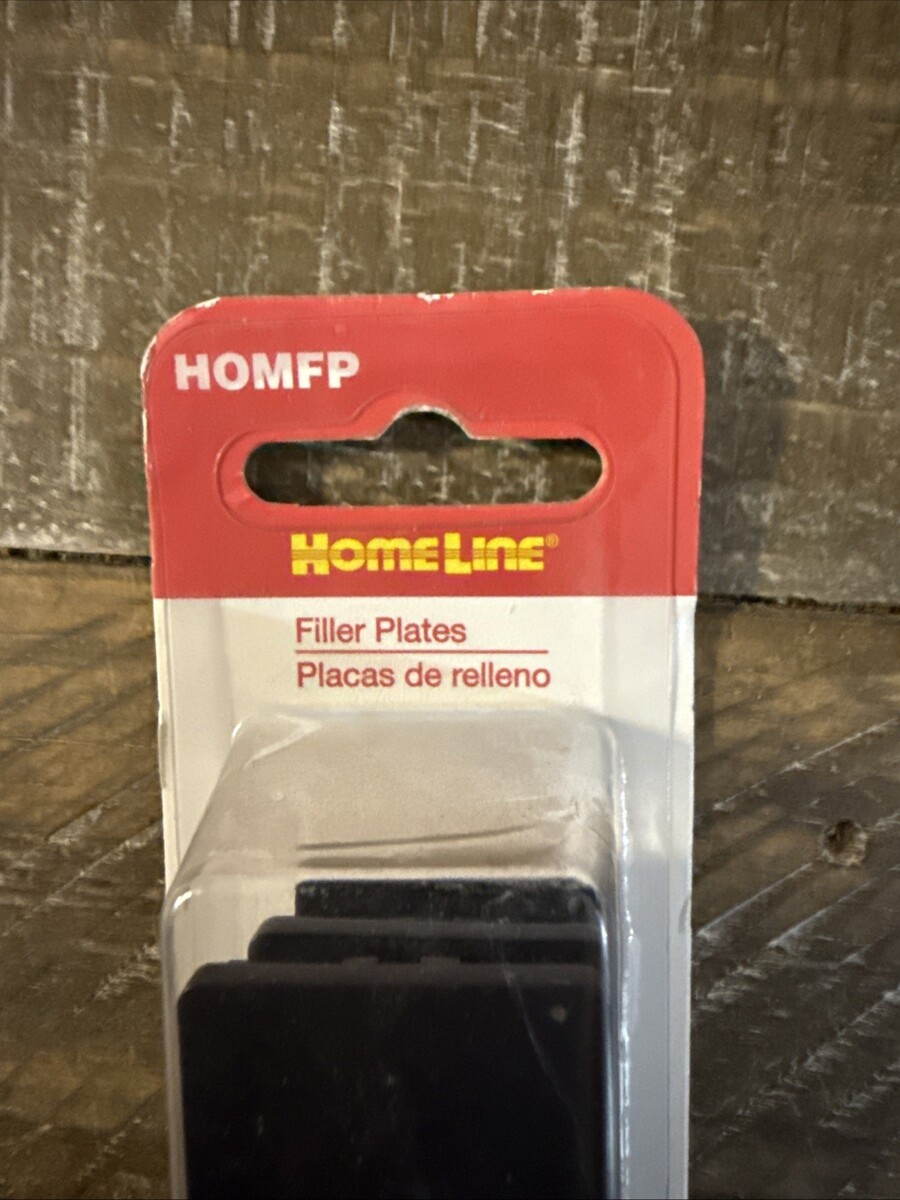 HOMFP
HOMELINE®
Filler Plates
Placas de relleno